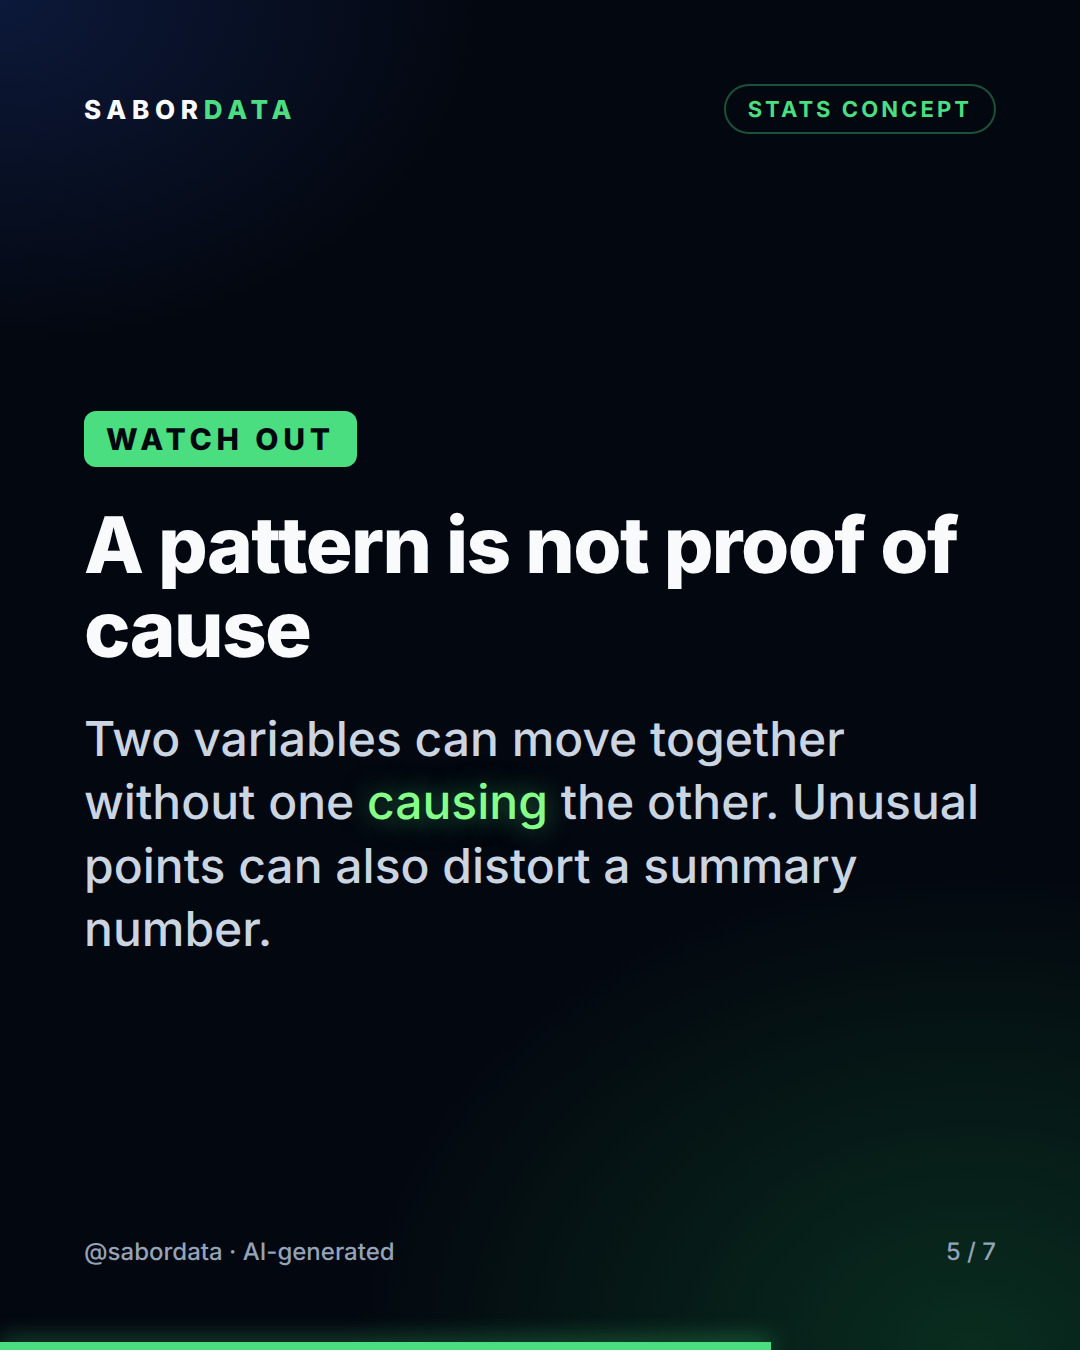 SABORDATA
STATS CONCEPT
WATCH OUT
A pattern is not proof of
cause
Two variables can move together
without one causing the other. Unusual
points can also distort a summary
number.
@sabordata · AI-generated
5 / 7